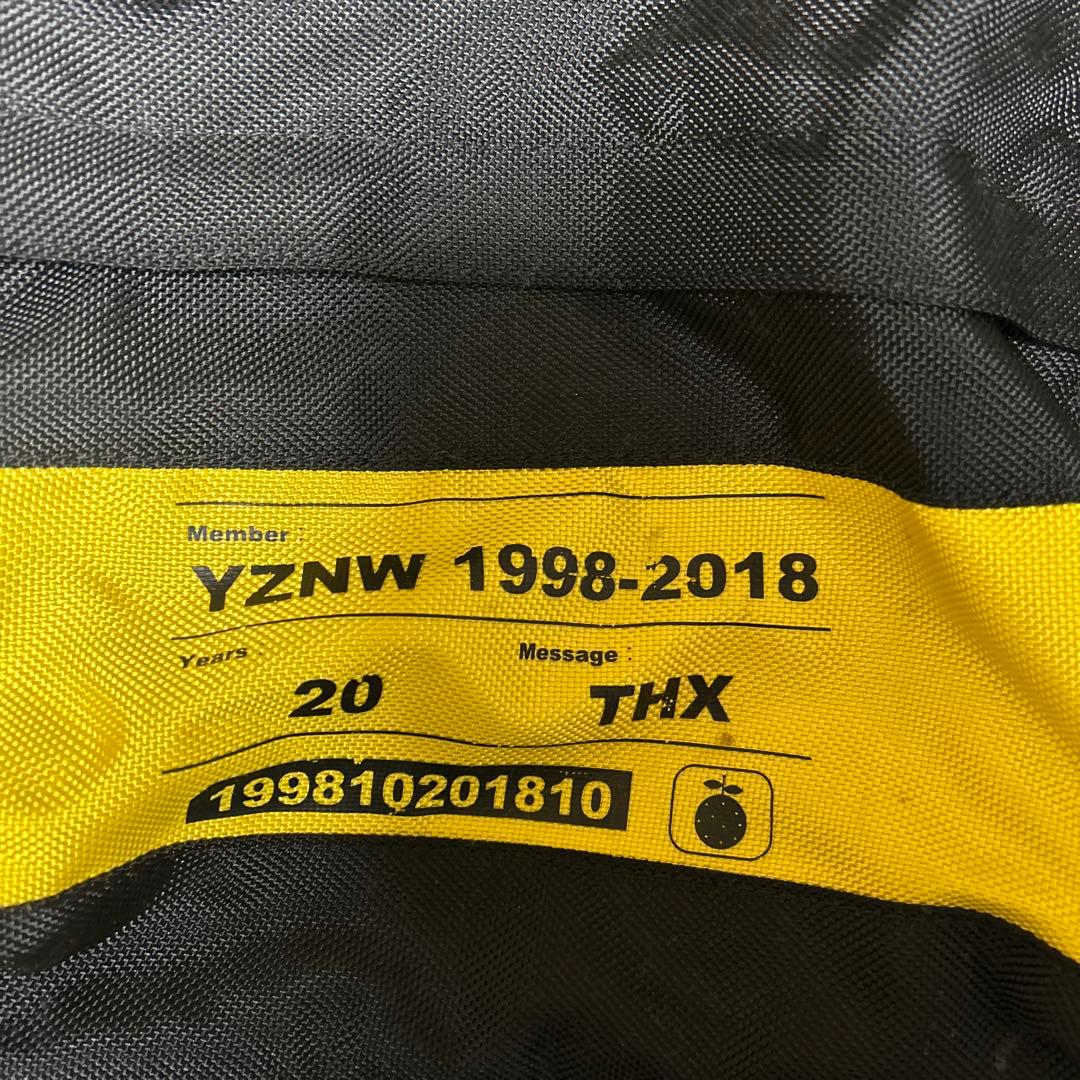 Member :
YZNW 1998-2018
Years :
Message :
20
THX
199810201810